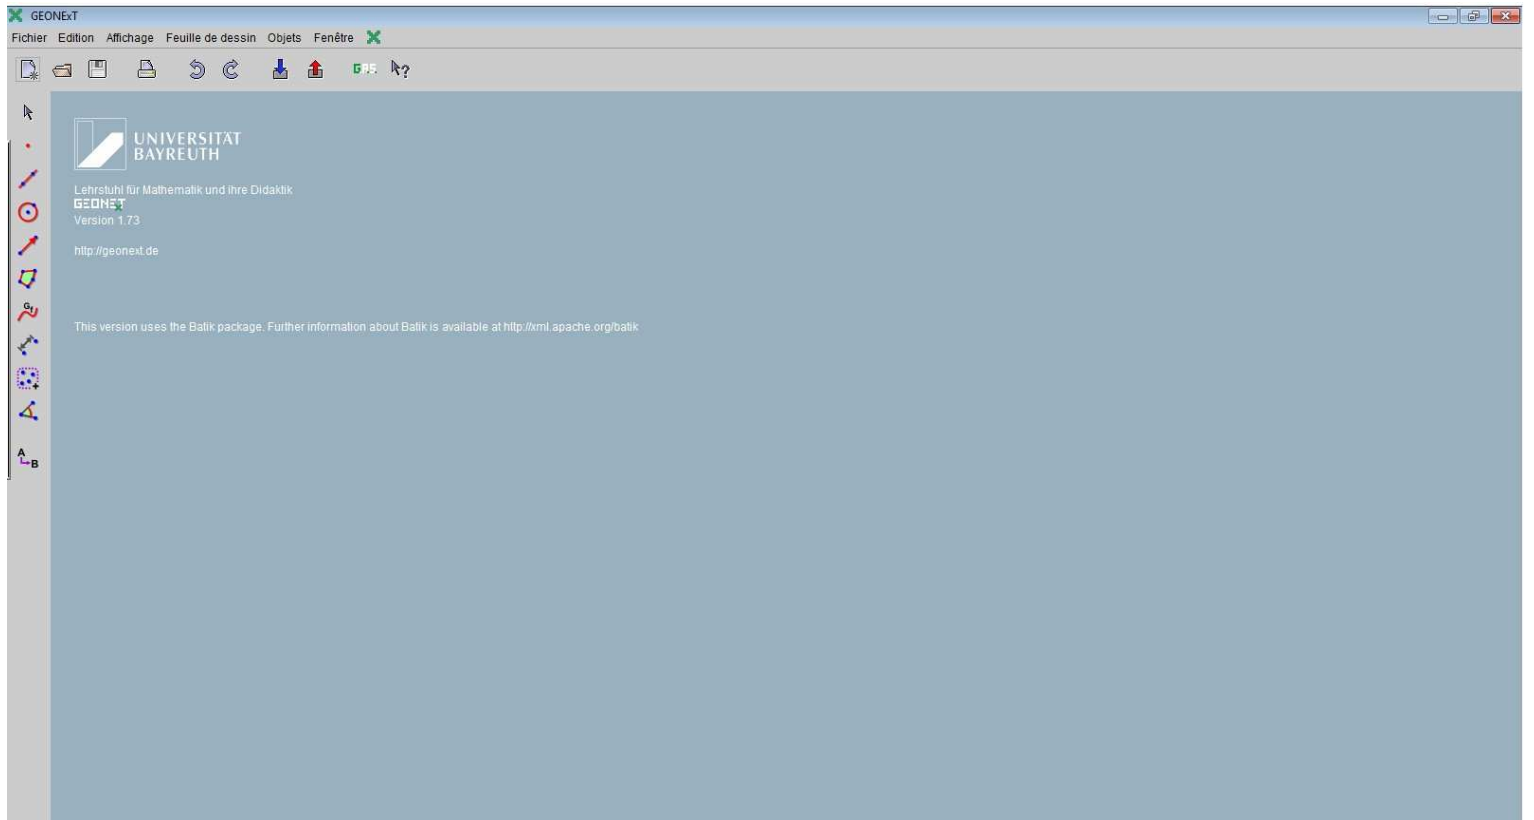 GEONExT
Fichier Edition Affichage Feuille de dessin Objets Fenêtre
UNIVERSITÄT
BAYREUTH
Lehrstuhl für Mathematik und ihre Didaktik
GEONExT
Version 1.73
http://geonext.de
This version uses the Batik package. Further information about Batik is available at http://xml.apache.org/batik
A
B